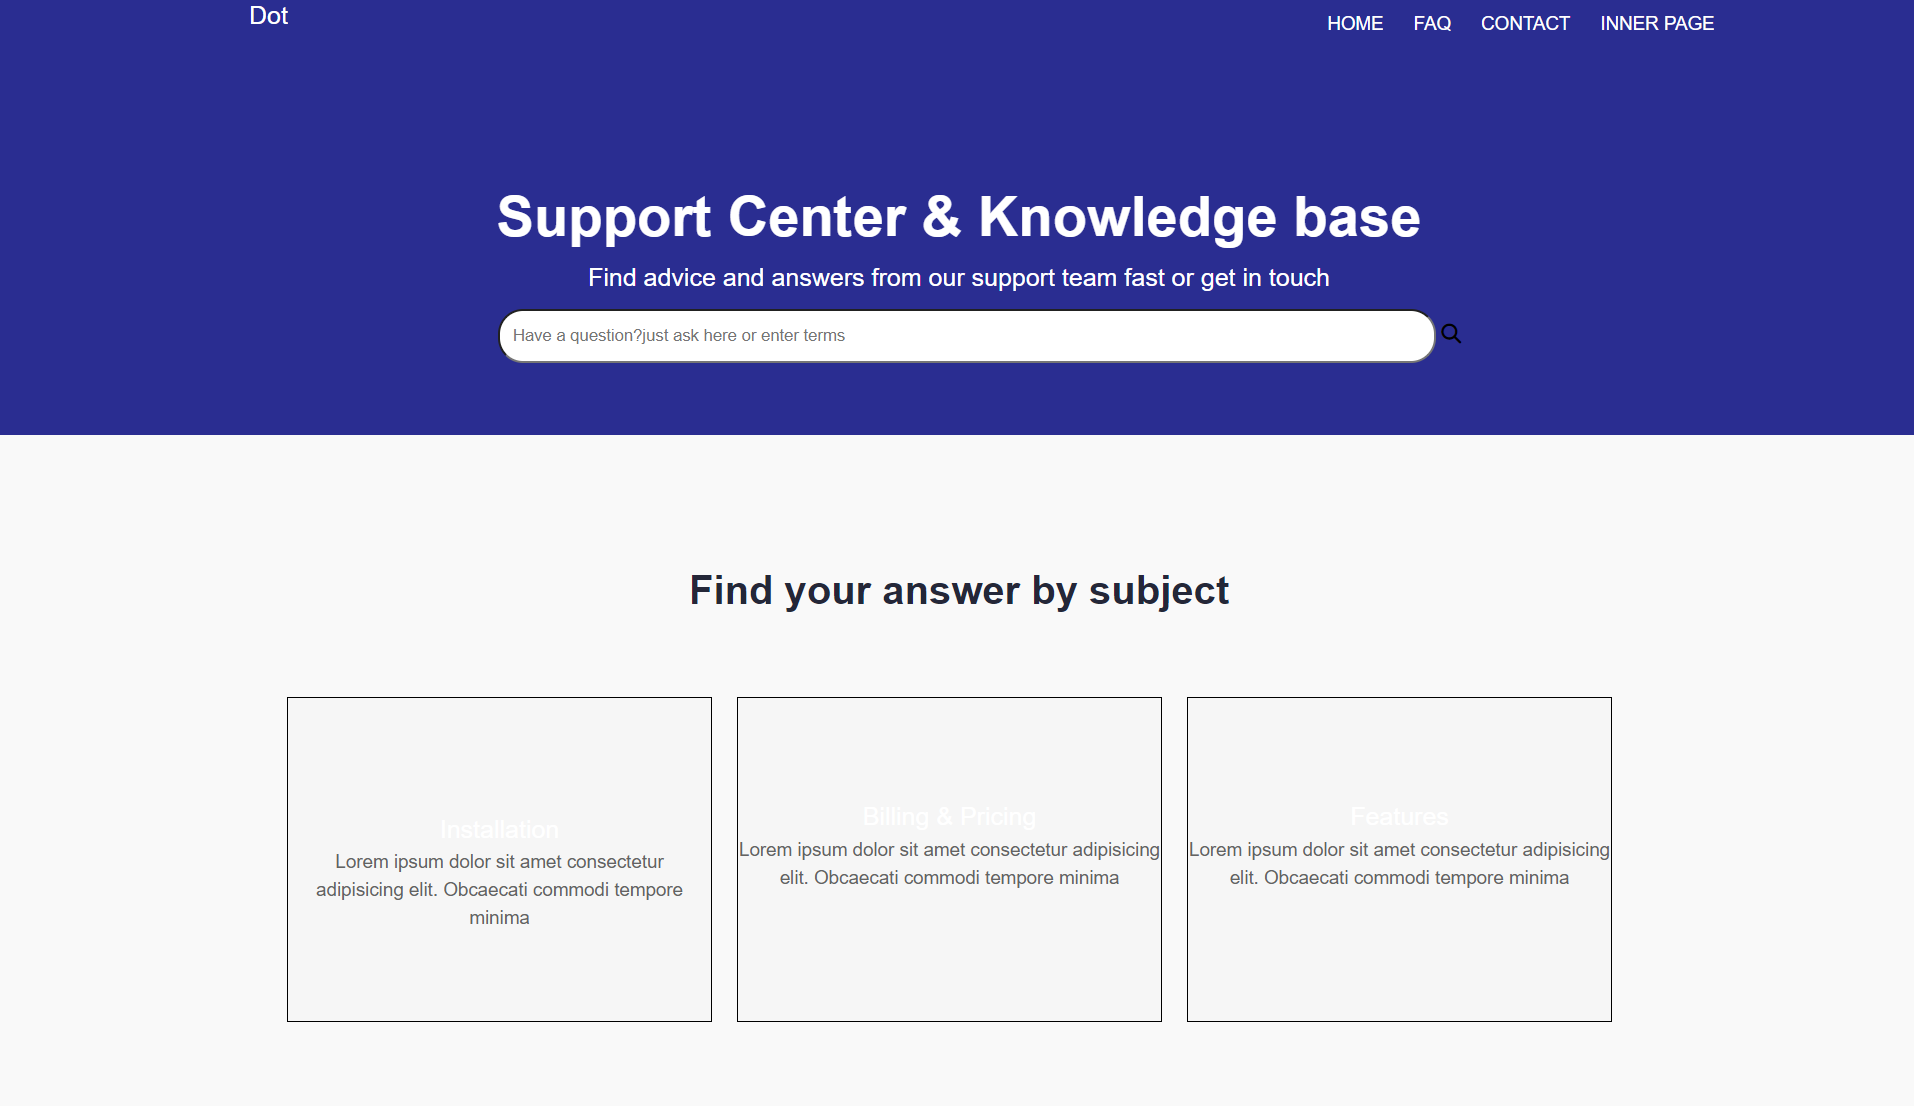 Dot
HOME FAQ CONTACT INNER PAGE
Support Center & Knowledge base
Find advice and answers from our support team fast or get in touch
Have a question?just ask here or enter terms
Find your answer by subject
Installation
Lorem ipsum dolor sit amet consectetur
adipisicing elit. Obcaecati commodi tempore
minima
Billing & Pricing
Lorem ipsum dolor sit amet consectetur adipisicing
elit. Obcaecati commodi tempore minima
Features
Lorem ipsum dolor sit amet consectetur adipisicing
elit. Obcaecati commodi tempore minima